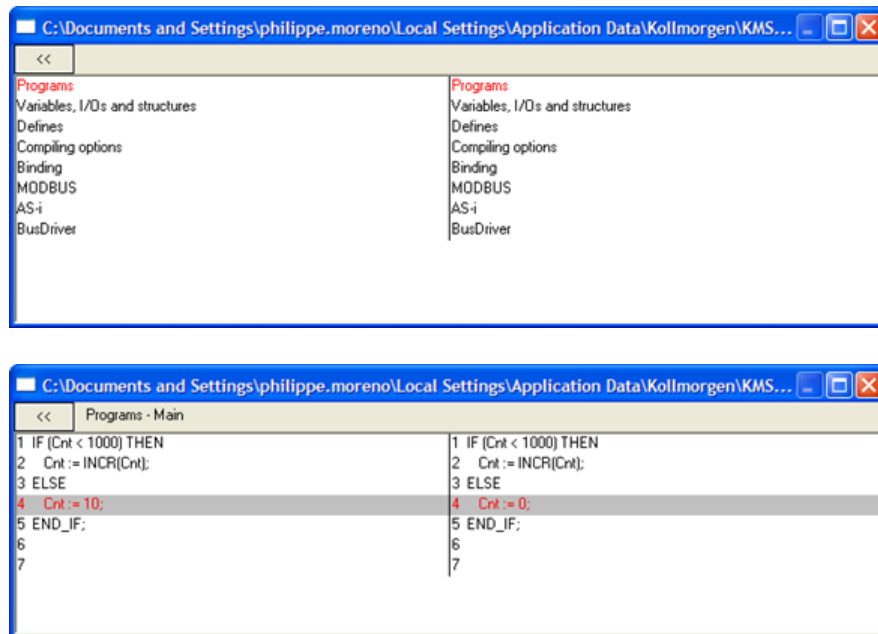 C:\Documents and Settings\philippe.moreno\Local Settings\Application Data\Kollmorgen\KMS...
<<
Programs Programs
Variables, I/Os and structures Variables, I/Os and structures
Defines Defines
Compiling options Compiling options
Binding Binding
MODBUS MODBUS
AS-i AS-i
BusDriver BusDriver
C:\Documents and Settings\philippe.moreno\Local Settings\Application Data\Kollmorgen\KMS...
<< Programs - Main
1 IF (Cnt < 1000) THEN 1 IF (Cnt < 1000) THEN
2 Cnt := INCR(Cnt); 2 Cnt := INCR(Cnt);
3 ELSE 3 ELSE
4 Cnt := 10; 4 Cnt := 0;
5 END_IF; 5 END_IF;
6 6
7 7